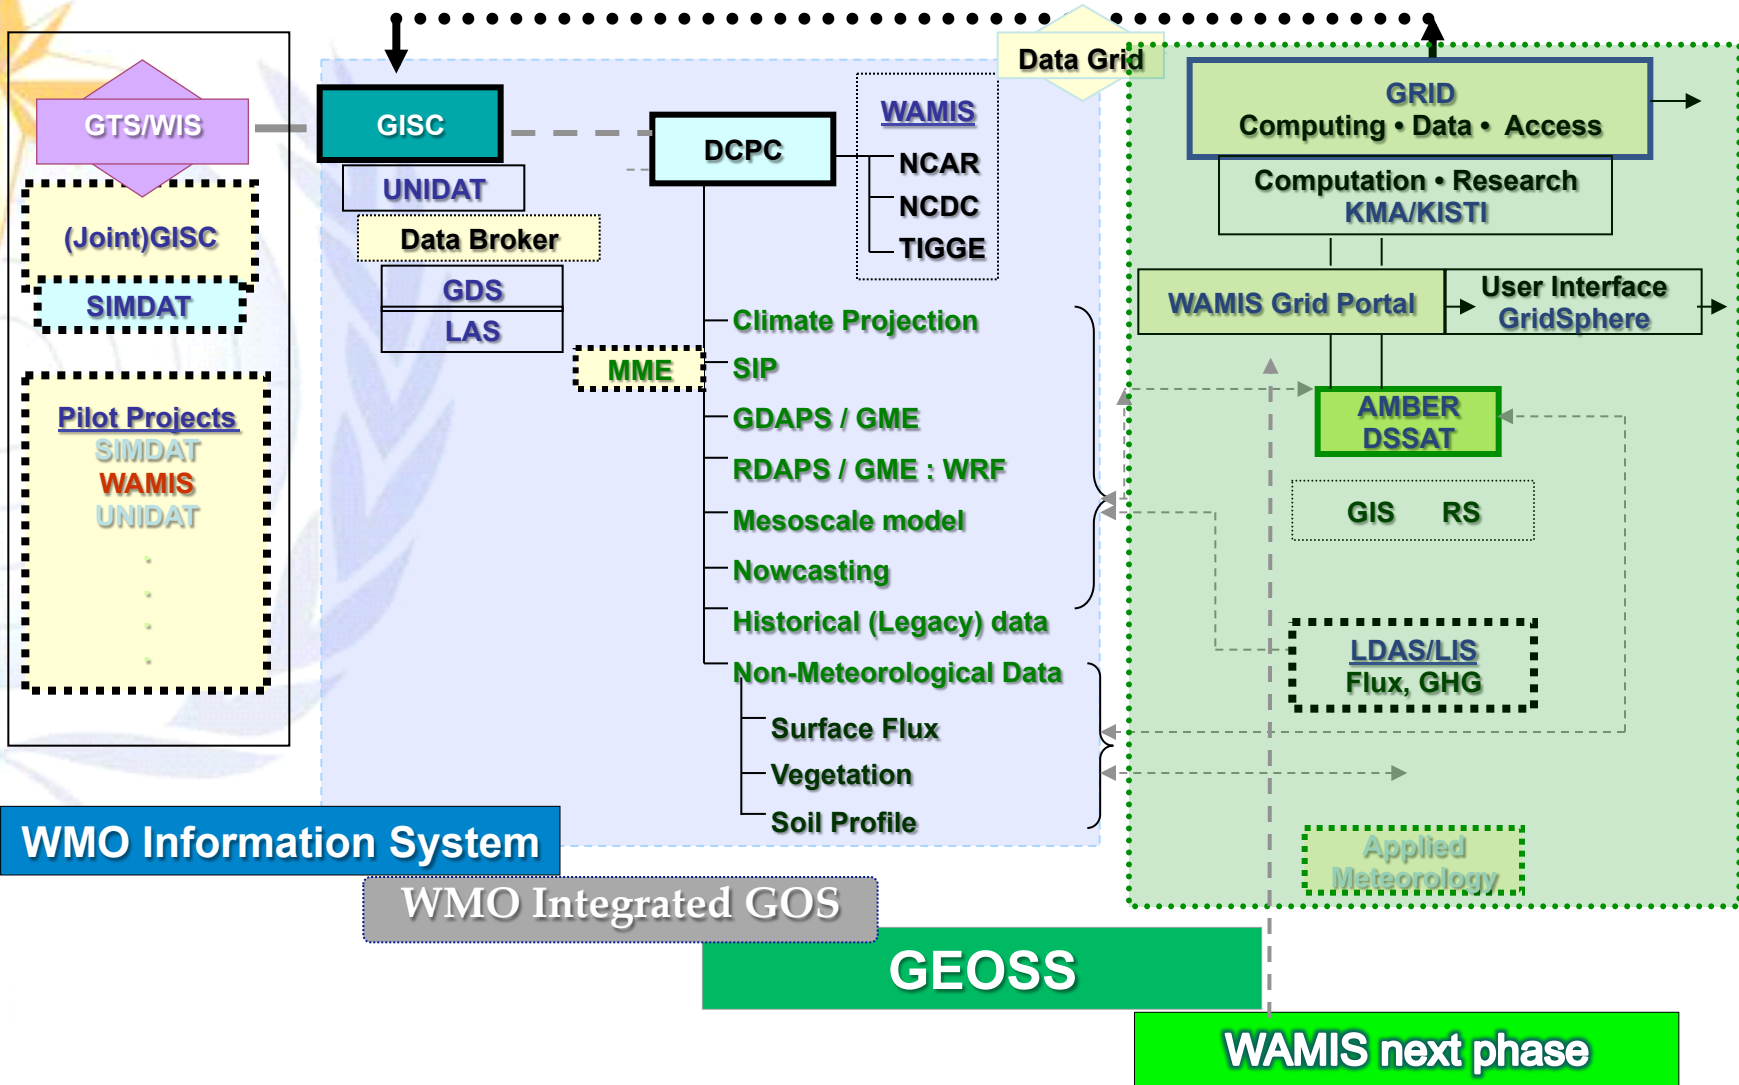 GTS/WIS
(Joint)GISC
SIMDAT
Pilot Projects
SIMDAT
WAMIS
UNIDAT
.
.
.
.
GISC
UNIDAT
Data Broker
GDS
LAS
DCPC
WAMIS
NCAR
NCDC
TIGGE
Data Grid
MME
Climate Projection
SIP
GDAPS / GME
RDAPS / GME : WRF
Mesoscale model
Nowcasting
Historical (Legacy) data
Non-Meteorological Data
Surface Flux
Vegetation
Soil Profile
GRID
Computing • Data • Access
Computation • Research
KMA/KISTI
WAMIS Grid Portal
User Interface
GridSphere
AMBER
DSSAT
GIS RS
LDAS/LIS
Flux, GHG
Applied
Meteorology
WMO Information System
WMO Integrated GOS
GEOSS
WAMIS next phase